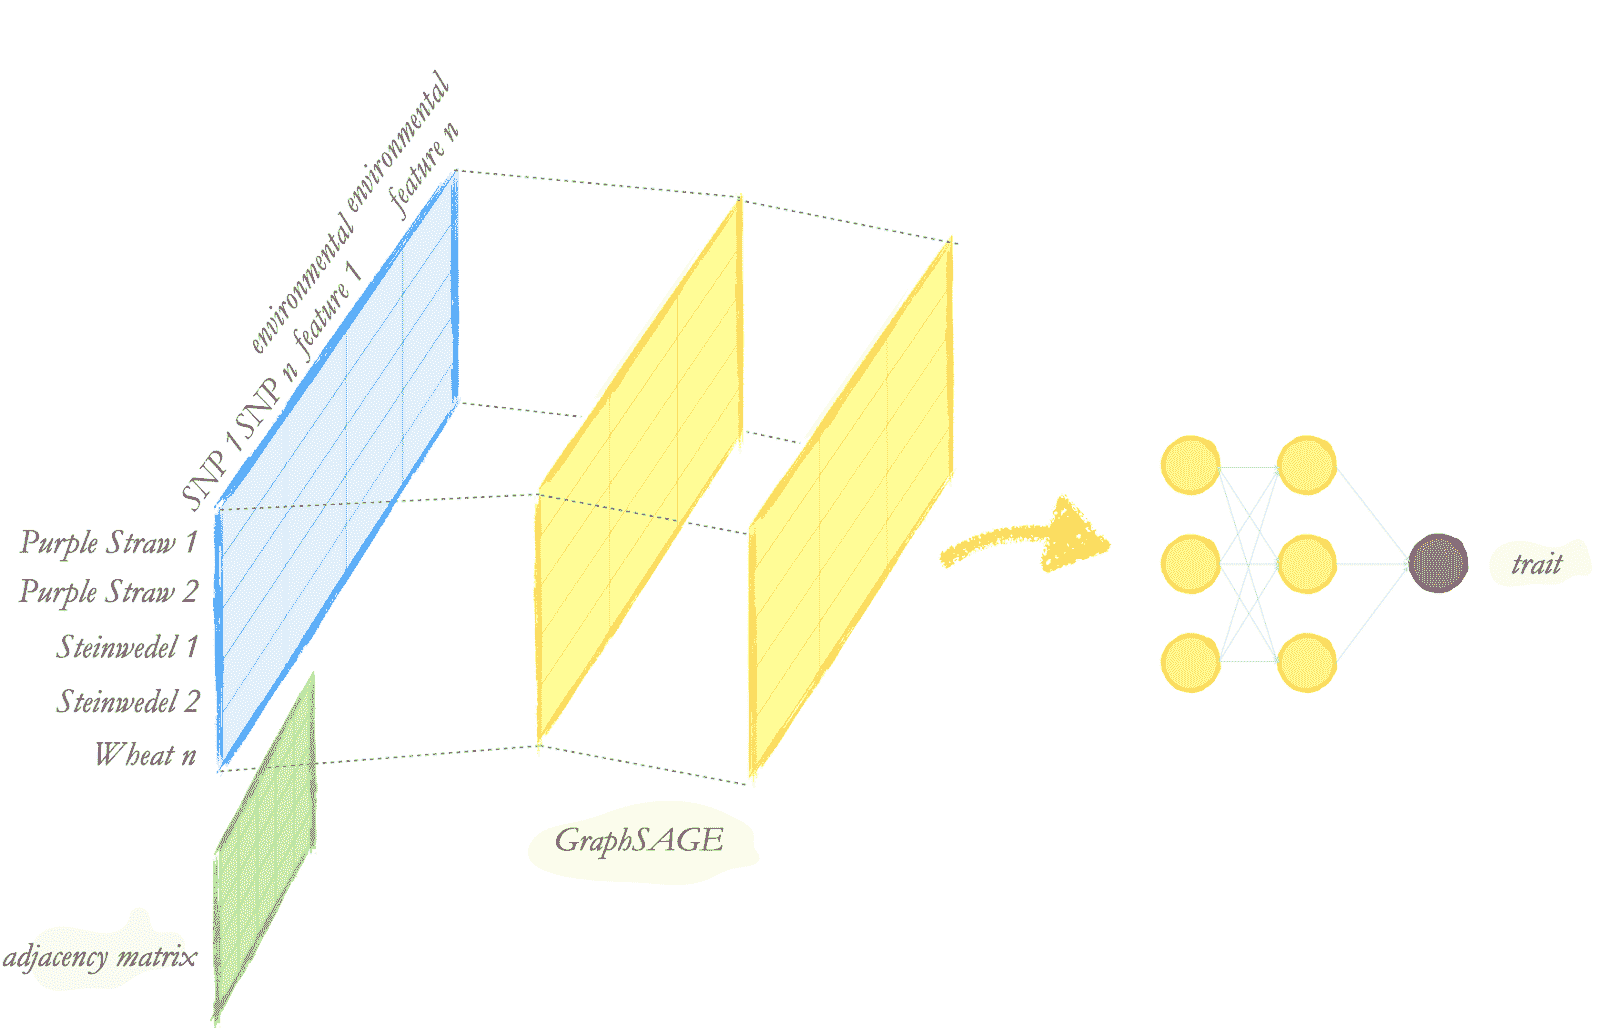 environmental
feature n
environmental
feature 1
SNP n
SNP 1
Purple Straw 1
Purple Straw 2
Steinwedel 1
Steinwedel 2
Wheat n
adjacency matrix
GraphSAGE
trait